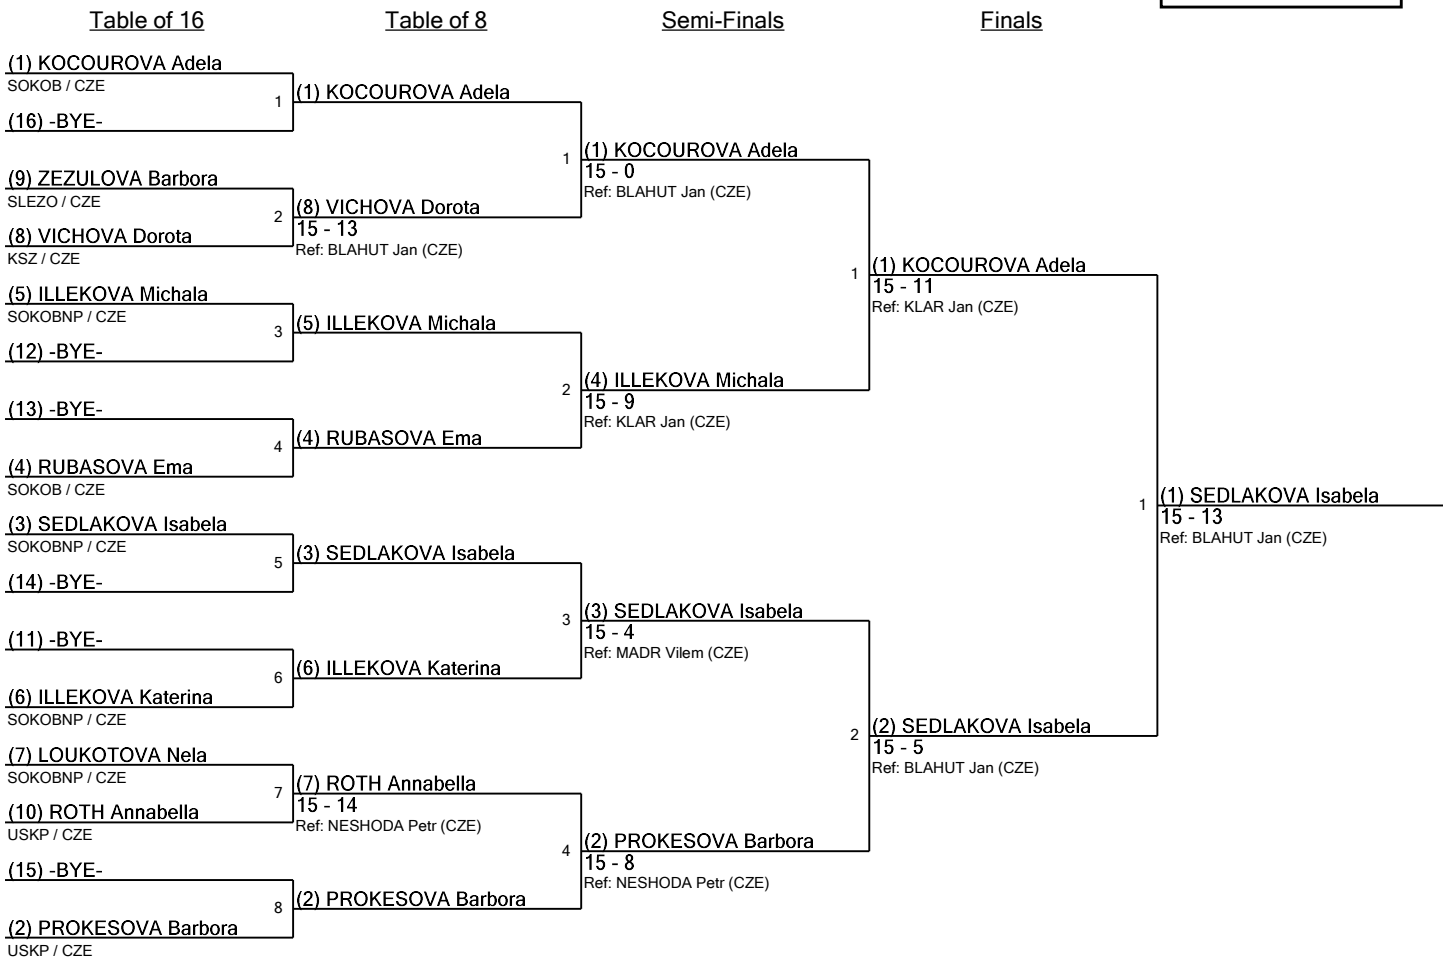 Table of 16
Table of 8
Semi-Finals
Finals
(1) KOCOUROVA Adela
SOKOB / CZE
1
(16) -BYE-
(9) ZEZULOVA Barbora
SLEZO / CZE
2
(8) VICHOVA Dorota
KSZ / CZE
(5) ILLEKOVA Michala
SOKOBNP / CZE
3
(12) -BYE-
(13) -BYE-
4
(4) RUBASOVA Ema
SOKOB / CZE
(3) SEDLAKOVA Isabela
SOKOBNP / CZE
5
(14) -BYE-
(11) -BYE-
6
(6) ILLEKOVA Katerina
SOKOBNP / CZE
(7) LOUKOTOVA Nela
SOKOBNP / CZE
7
(10) ROTH Annabella
USKP / CZE
(15) -BYE-
8
(2) PROKESOVA Barbora
USKP / CZE
(1) KOCOUROVA Adela
1
(8) VICHOVA Dorota
15 - 13
Ref: BLAHUT Jan (CZE)
(5) ILLEKOVA Michala
2
(4) RUBASOVA Ema
(3) SEDLAKOVA Isabela
3
(6) ILLEKOVA Katerina
(7) ROTH Annabella
15 - 14
Ref: NESHODA Petr (CZE)
4
(2) PROKESOVA Barbora
(1) KOCOUROVA Adela
15 - 0
Ref: BLAHUT Jan (CZE)
1
(4) ILLEKOVA Michala
15 - 9
Ref: KLAR Jan (CZE)
(3) SEDLAKOVA Isabela
15 - 4
Ref: MADR Vilem (CZE)
2
(2) PROKESOVA Barbora
15 - 8
Ref: NESHODA Petr (CZE)
(1) KOCOUROVA Adela
15 - 11
Ref: KLAR Jan (CZE)
1
(2) SEDLAKOVA Isabela
15 - 5
Ref: BLAHUT Jan (CZE)
(1) SEDLAKOVA Isabela
15 - 13
Ref: BLAHUT Jan (CZE)